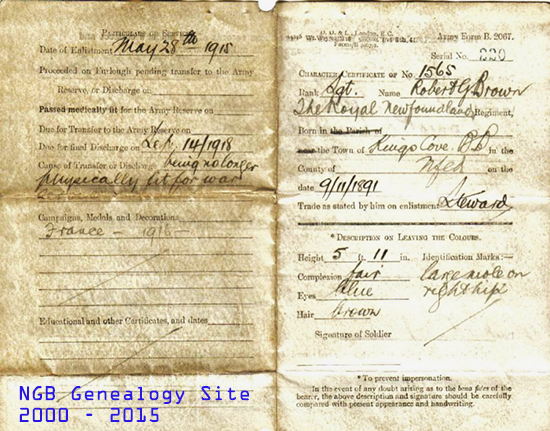 PARTICULARS OF SERVICE.
Date of Enlistment May 28th 1915
Proceeded on Furlough pending transfer to the Army
Reserve, or Discharge on
Passed medically fit for the Army Reserve on
Due for Transfer to the Army Reserve on
Due for final Discharge on 14/1918
Cause of Transfer or Discharge being no longer
physically fit for war
Campaigns, Medals and Decorations
France - 1916 -
Educational and other Certificates, and dates
NGB Genealogy Site
2000 - 2015
D. D. & L., London, E.C.
Army Form B. 2067.
Serial No. 220
CHARACTER CERTIFICATE OF No. 1565
Rank Sgt. Name Robert G Brown
The Royal Newfoundland Regiment,
Born in the Parish of
near the Town of Kings Cove B.B. in the
County of Nfld on the
date 9/11/1891
Trade as stated by him on enlistment Steward
* DESCRIPTION ON LEAVING THE COLOURS.
Height 5 ft. 11 in. Identification Marks:—
Complexion fair mole on
Eyes Blue right hip
Hair Brown
Signature of Soldier
* To prevent impersonation.
In the event of any doubt arising as to the bona fides of the
bearer, the above description and signature should be carefully
compared with present appearance and handwriting.